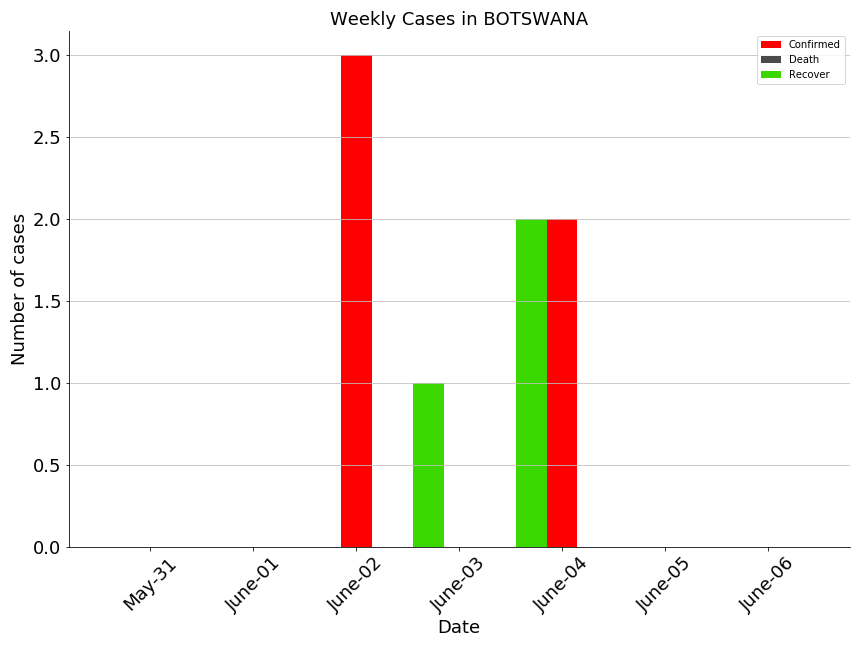 Weekly Cases in BOTSWANA
Confirmed
Death
Recover
Number of cases
3.0
2.5
2.0
1.5
1.0
0.5
0.0
May-31
June-01
June-02
June-03
June-04
June-05
June-06
Date